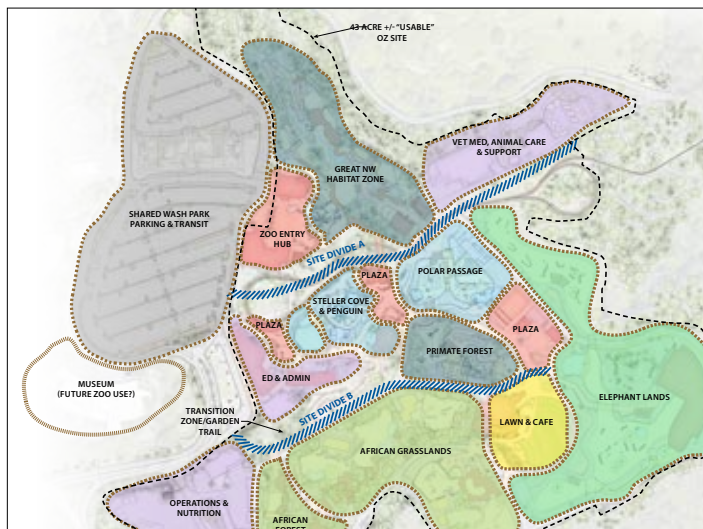 43 ACRE +/- “USABLE”
OZ SITE
VET MED, ANIMAL CARE
& SUPPORT
GREAT NW
HABITAT ZONE
SHARED WASH PARK
PARKING & TRANSIT
ZOO ENTRY
HUB
SITE DIVIDE A
PLAZA
POLAR PASSAGE
STELLER COVE
& PENGUIN
PLAZA
PLAZA
PRIMATE FOREST
ED & ADMIN
MUSEUM
(FUTURE ZOO USE?)
ELEPHANT LANDS
TRANSITION
ZONE/GARDEN
TRAIL
SITE DIVIDE B
LAWN & CAFE
AFRICAN GRASSLANDS
OPERATIONS &
NUTRITION
AFRICAN
FOREST